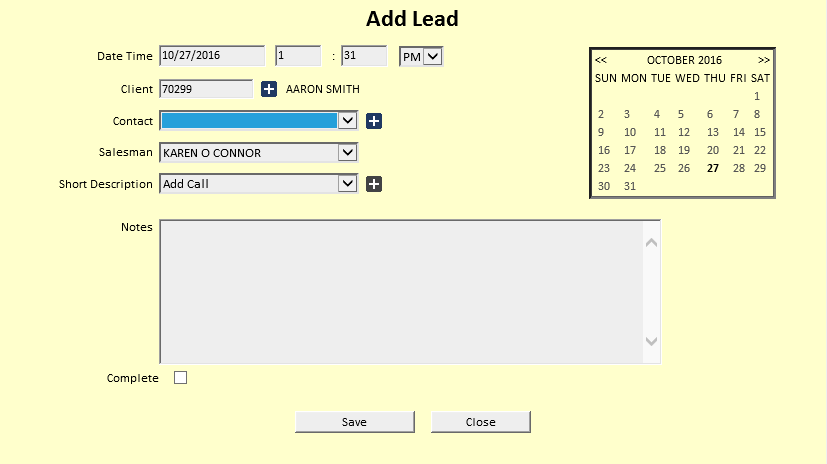 Add Lead
Date Time 10/27/2016 1 : 31 PM
Client 70299 AARON SMITH
Contact
Salesman KAREN O CONNOR
Short Description Add Call
<< OCTOBER 2016 >>
SUN MON TUE WED THU FRI SAT
1
2 3 4 5 6 7 8
9 10 11 12 13 14 15
16 17 18 19 20 21 22
23 24 25 26 27 28 29
30 31
Notes
Complete
Save Close